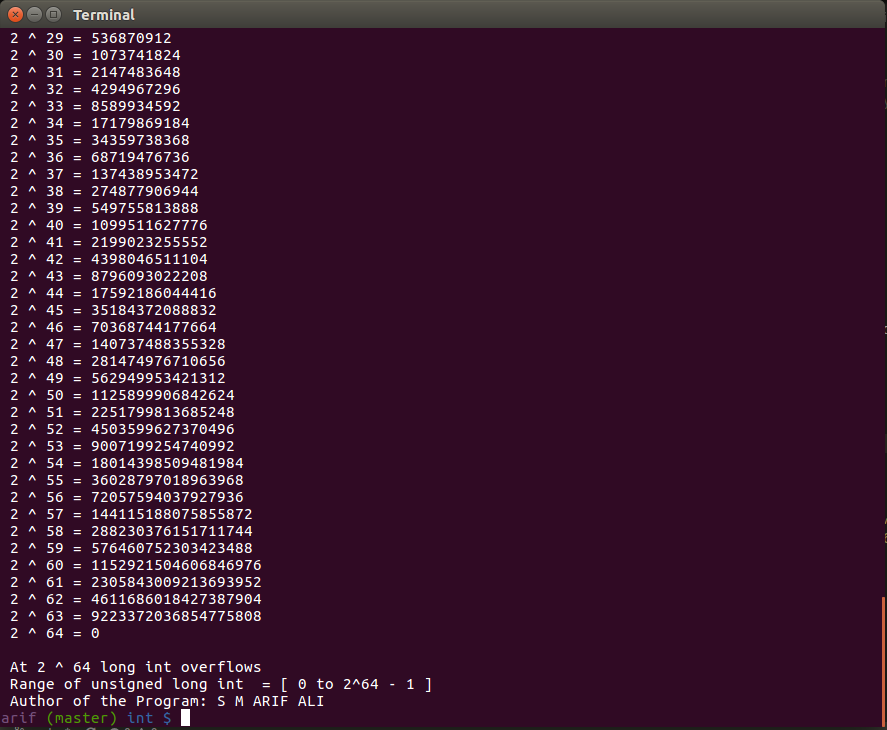 Terminal
2 ^ 29 = 536870912
2 ^ 30 = 1073741824
2 ^ 31 = 2147483648
2 ^ 32 = 4294967296
2 ^ 33 = 8589934592
2 ^ 34 = 17179869184
2 ^ 35 = 34359738368
2 ^ 36 = 68719476736
2 ^ 37 = 137438953472
2 ^ 38 = 274877906944
2 ^ 39 = 549755813888
2 ^ 40 = 1099511627776
2 ^ 41 = 2199023255552
2 ^ 42 = 4398046511104
2 ^ 43 = 8796093022208
2 ^ 44 = 17592186044416
2 ^ 45 = 35184372088832
2 ^ 46 = 70368744177664
2 ^ 47 = 140737488355328
2 ^ 48 = 281474976710656
2 ^ 49 = 562949953421312
2 ^ 50 = 1125899906842624
2 ^ 51 = 2251799813685248
2 ^ 52 = 4503599627370496
2 ^ 53 = 9007199254740992
2 ^ 54 = 18014398509481984
2 ^ 55 = 36028797018963968
2 ^ 56 = 72057594037927936
2 ^ 57 = 144115188075855872
2 ^ 58 = 288230376151711744
2 ^ 59 = 576460752303423488
2 ^ 60 = 1152921504606846976
2 ^ 61 = 2305843009213693952
2 ^ 62 = 4611686018427387904
2 ^ 63 = 9223372036854775808
2 ^ 64 = 0
At 2 ^ 64 long int overflows
Range of unsigned long int  = [ 0 to 2^64 - 1 ]
Author of the Program: S M ARIF ALI
arif (master) int $